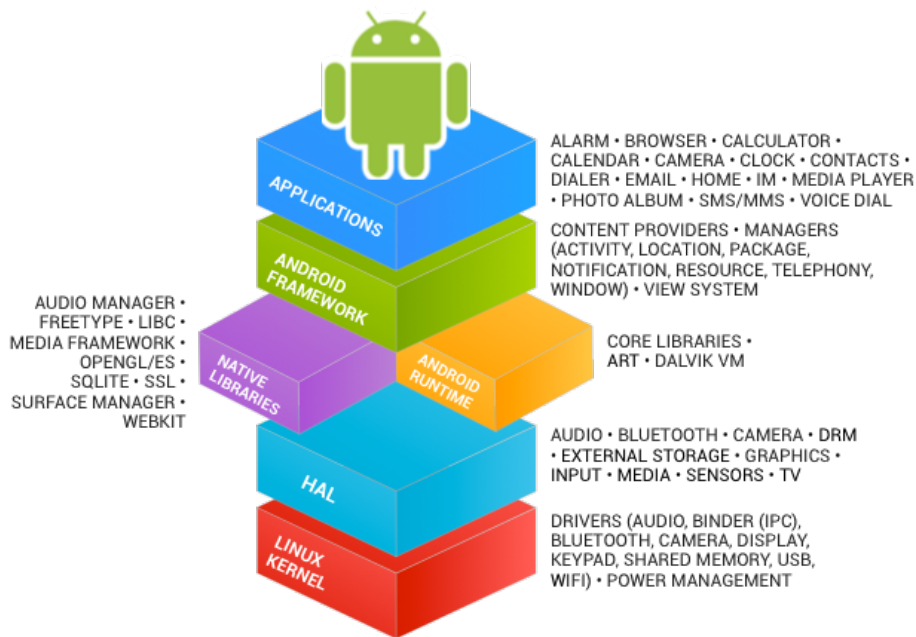 APPLICATIONS
ALARM • BROWSER • CALCULATOR •
CALENDAR • CAMERA • CLOCK • CONTACTS •
DIALER • EMAIL • HOME • IM • MEDIA PLAYER
• PHOTO ALBUM • SMS/MMS • VOICE DIAL
ANDROID
FRAMEWORK
CONTENT PROVIDERS • MANAGERS
(ACTIVITY, LOCATION, PACKAGE,
NOTIFICATION, RESOURCE, TELEPHONY,
WINDOW) • VIEW SYSTEM
AUDIO MANAGER •
FREETYPE • LIBC •
MEDIA FRAMEWORK •
OPENGL/ES •
SQLITE • SSL •
SURFACE MANAGER •
WEBKIT
NATIVE
LIBRARIES
ANDROID
RUNTIME
CORE LIBRARIES •
ART • DALVIK VM
HAL
AUDIO • BLUETOOTH • CAMERA • DRM
• EXTERNAL STORAGE • GRAPHICS •
INPUT • MEDIA • SENSORS • TV
LINUX
KERNEL
DRIVERS (AUDIO, BINDER (IPC),
BLUETOOTH, CAMERA, DISPLAY,
KEYPAD, SHARED MEMORY, USB,
WIFI) • POWER MANAGEMENT